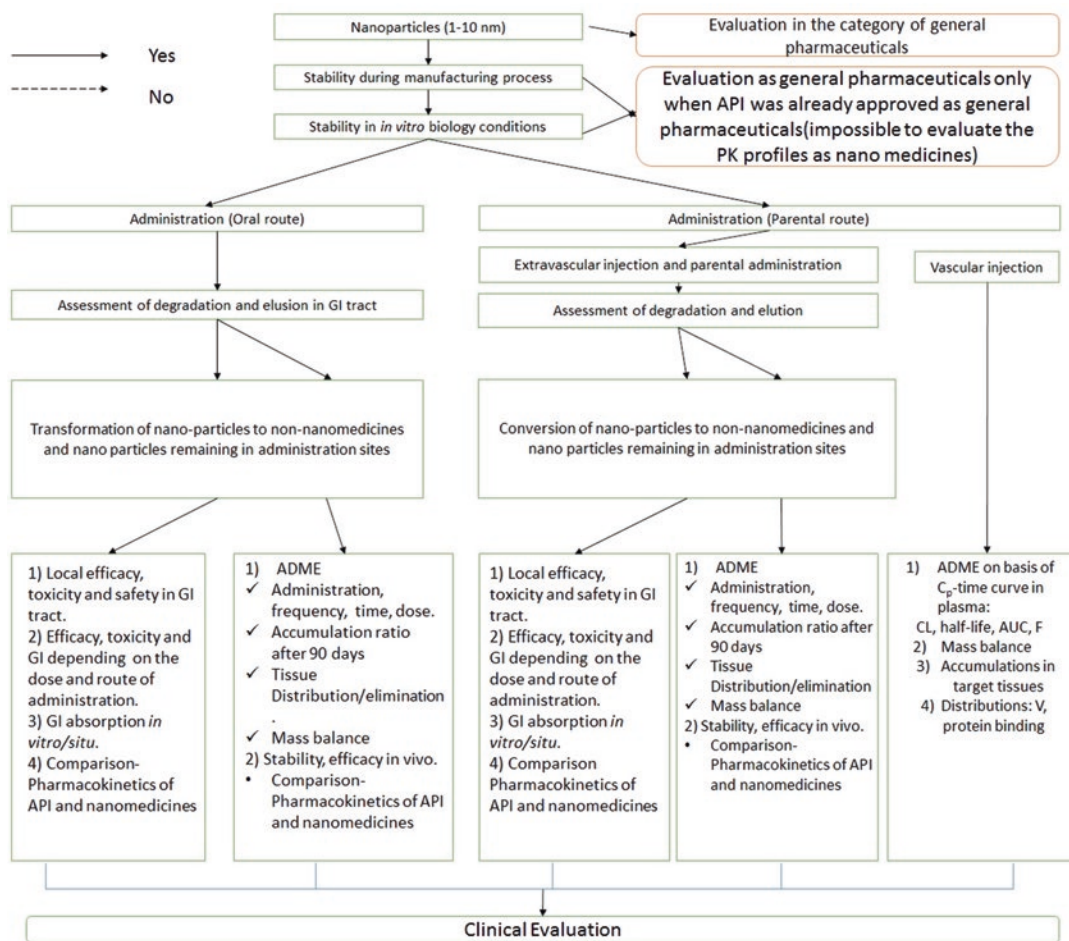 Yes
No
Nanoparticles (1-10 nm)
Evaluation in the category of general
pharmaceuticals
Stability during manufacturing process
Stability in in vitro biology conditions
Evaluation as general pharmaceuticals only
when API was already approved as general
pharmaceuticals(impossible to evaluate the
PK profiles as nano medicines)
Administration (Oral route)
Administration (Parental route)
Extravascular injection and parental administration
Vascular injection
Assessment of degradation and elusion in GI tract
Assessment of degradation and elution
Transformation of nano-particles to non-nanomedicines
and nano particles remaining in administration sites
Conversion of nano-particles to non-nanomedicines and
nano particles remaining in administration sites
1) Local efficacy,
toxicity and safety in GI
tract.
2) Efficacy, toxicity and
GI depending on the
dose and route of
administration.
3) GI absorption in
vitro/situ.
4) Comparison-
Pharmacokinetics of
API and nanomedicines
1) ADME
✓ Administration,
frequency, time, dose.
✓ Accumulation ratio
after 90 days
✓ Tissue
Distribution/elimination
.
✓ Mass balance
2) Stability, efficacy in vivo.
• Comparison-
Pharmacokinetics of API
and nanomedicines
1) Local efficacy,
toxicity and safety in GI
tract.
2) Efficacy, toxicity and
GI depending on the
dose and route of
administration.
3) GI absorption in
vitro/situ.
4) Comparison
Pharmacokinetics of
API and nanomedicines
1) ADME
✓ Administration,
frequency, time, dose.
✓ Accumulation ratio after
90 days
✓ Tissue
Distribution/elimination
✓ Mass balance
2) Stability, efficacy in vivo.
• Comparison-
Pharmacokinetics of API
and nanomedicines
1) ADME on basis of
Cp-time curve in
plasma:
CL, half-life, AUC, F
2) Mass balance
3) Accumulations in
target tissues
4) Distributions: V,
protein binding
Clinical Evaluation